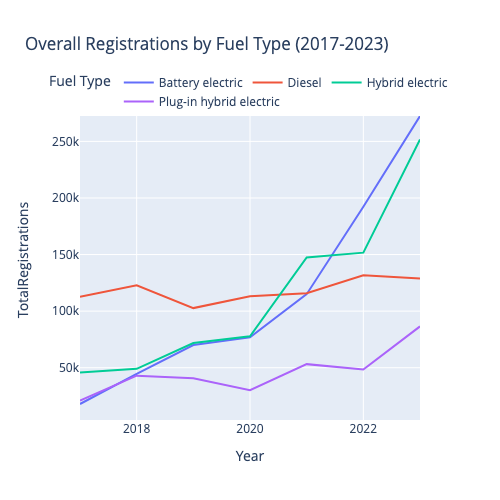 Overall Registrations by Fuel Type (2017-2023)
Fuel Type
Battery electric
Diesel
Hybrid electric
Plug-in hybrid electric
250k
200k
150k
100k
50k
TotalRegistrations
2018
2020
2022
Year